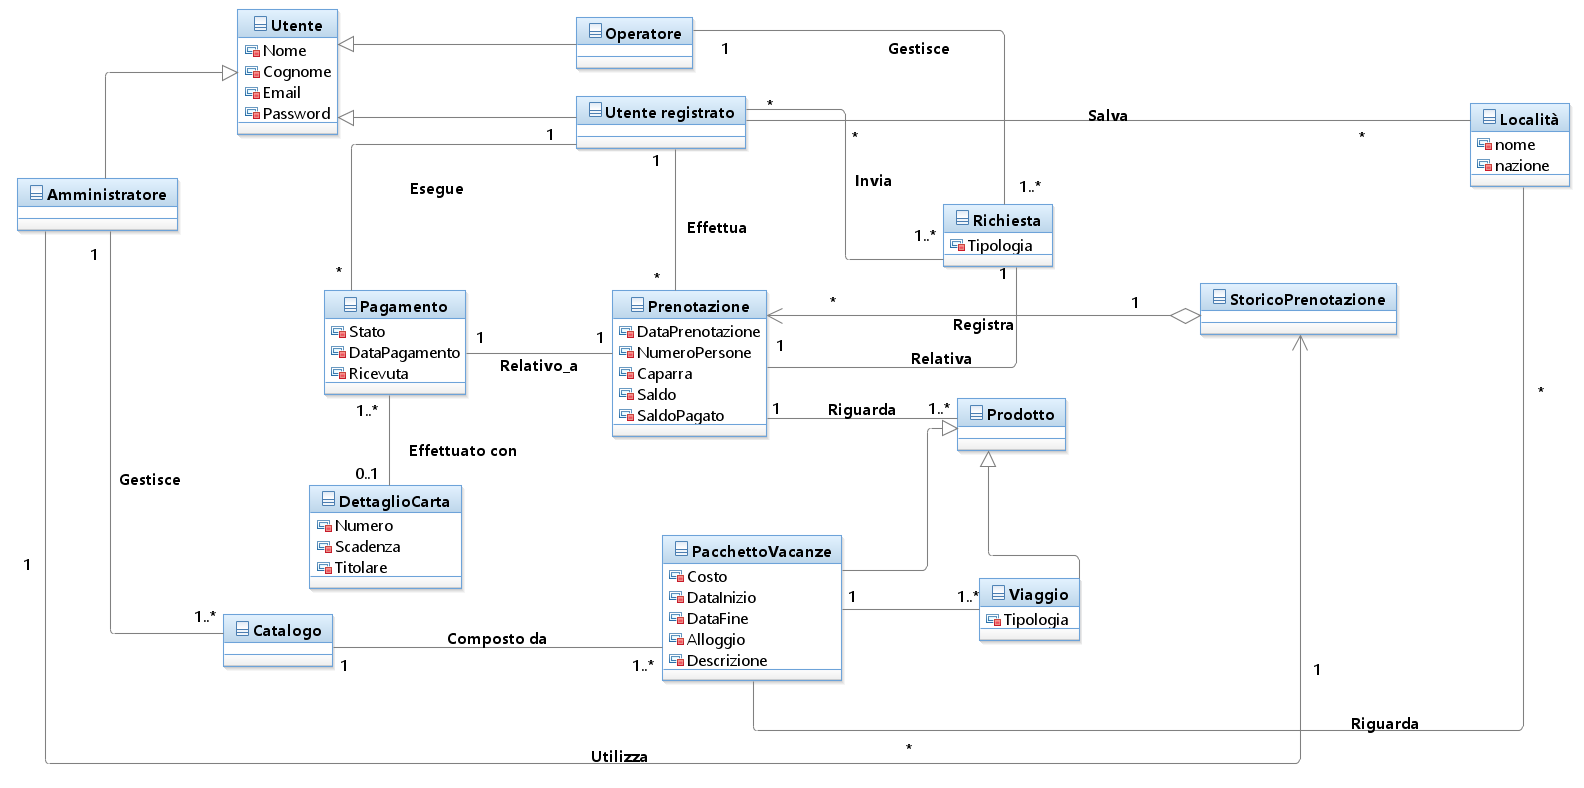 Utente
Nome
Cognome
Email
Password
Operatore
1
Gestisce
Utente registrato
*
Salva
*
*
Località
nome
nazione
1
1
Esegue
Invia
1..*
Amministratore
Effettua
Richiesta
Tipologia
1..*
1
*
*
1
Pagamento
Stato
DataPagamento
Ricevuta
Prenotazione
DataPrenotazione
NumeroPersone
Caparra
Saldo
SaldoPagato
*
1
StoricoPrenotazione
Registra
1
1
Relativo_a
1
Relativa
*
1..*
1
Riguarda
1..*
Prodotto
Effettuato con
0..1
Gestisce
DettaglioCarta
Numero
Scadenza
Titolare
PacchettoVacanze
Costo
DataInizio
DataFine
Alloggio
Descrizione
1
1
1..*
Viaggio
Tipologia
1..*
Catalogo
Composto da
1
1..*
1
Riguarda
*
Utilizza